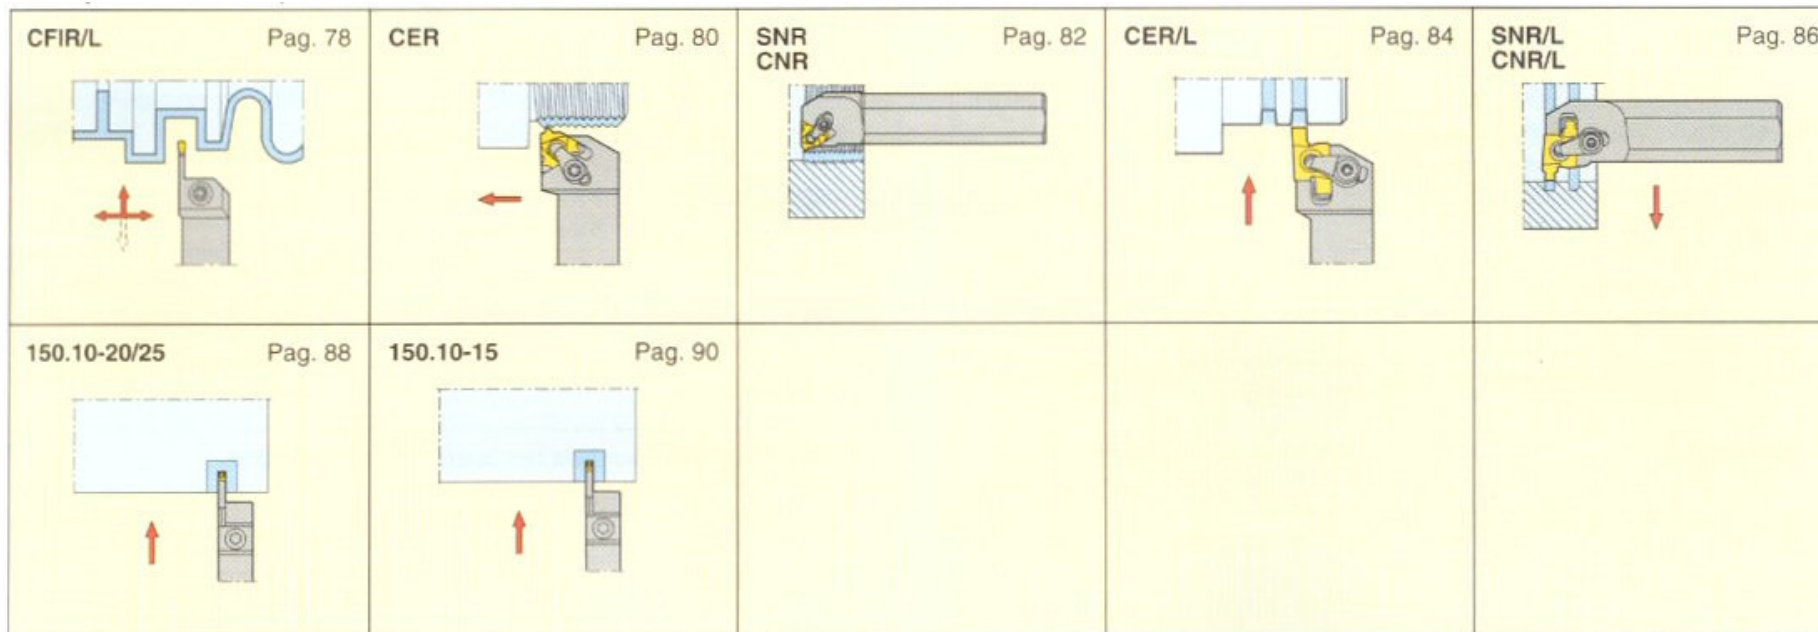 CFIR/L Pag. 78
CER Pag. 80
SNR Pag. 82
CNR
CER/L Pag. 84
SNR/L Pag. 86
CNR/L
150.10-20/25 Pag. 88
150.10-15 Pag. 90